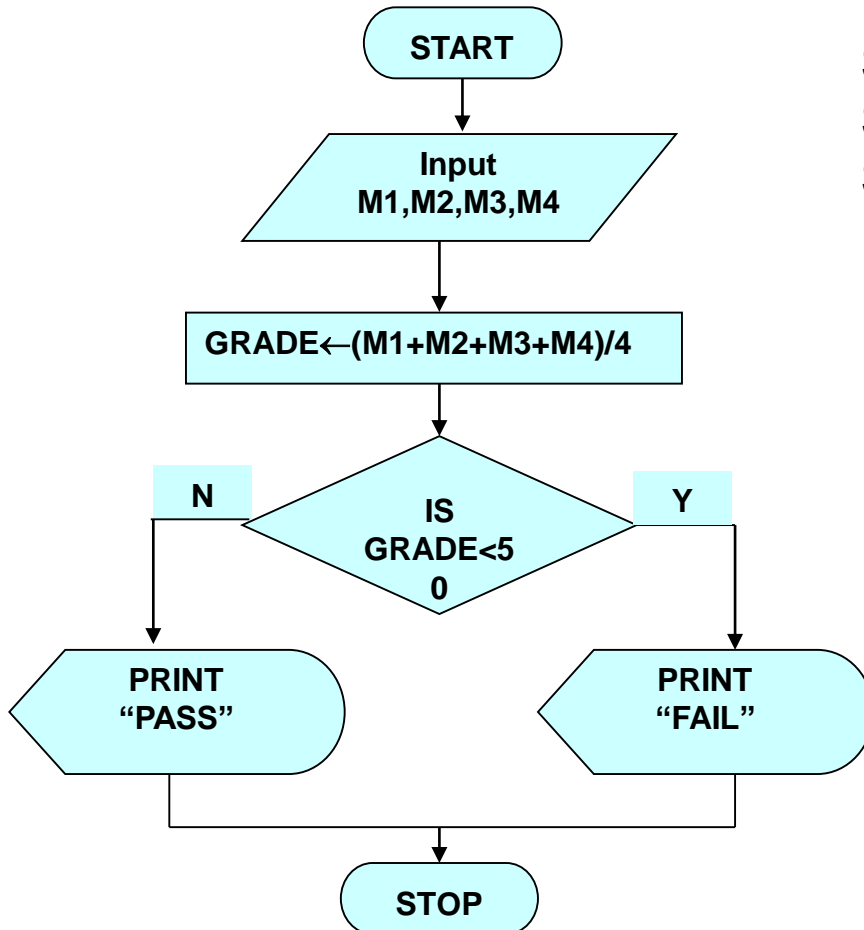 START
Input
M1,M2,M3,M4
GRADE←(M1+M2+M3+M4)/4
N
IS
GRADE<5
0
Y
PRINT
“PASS”
PRINT
“FAIL”
STOP